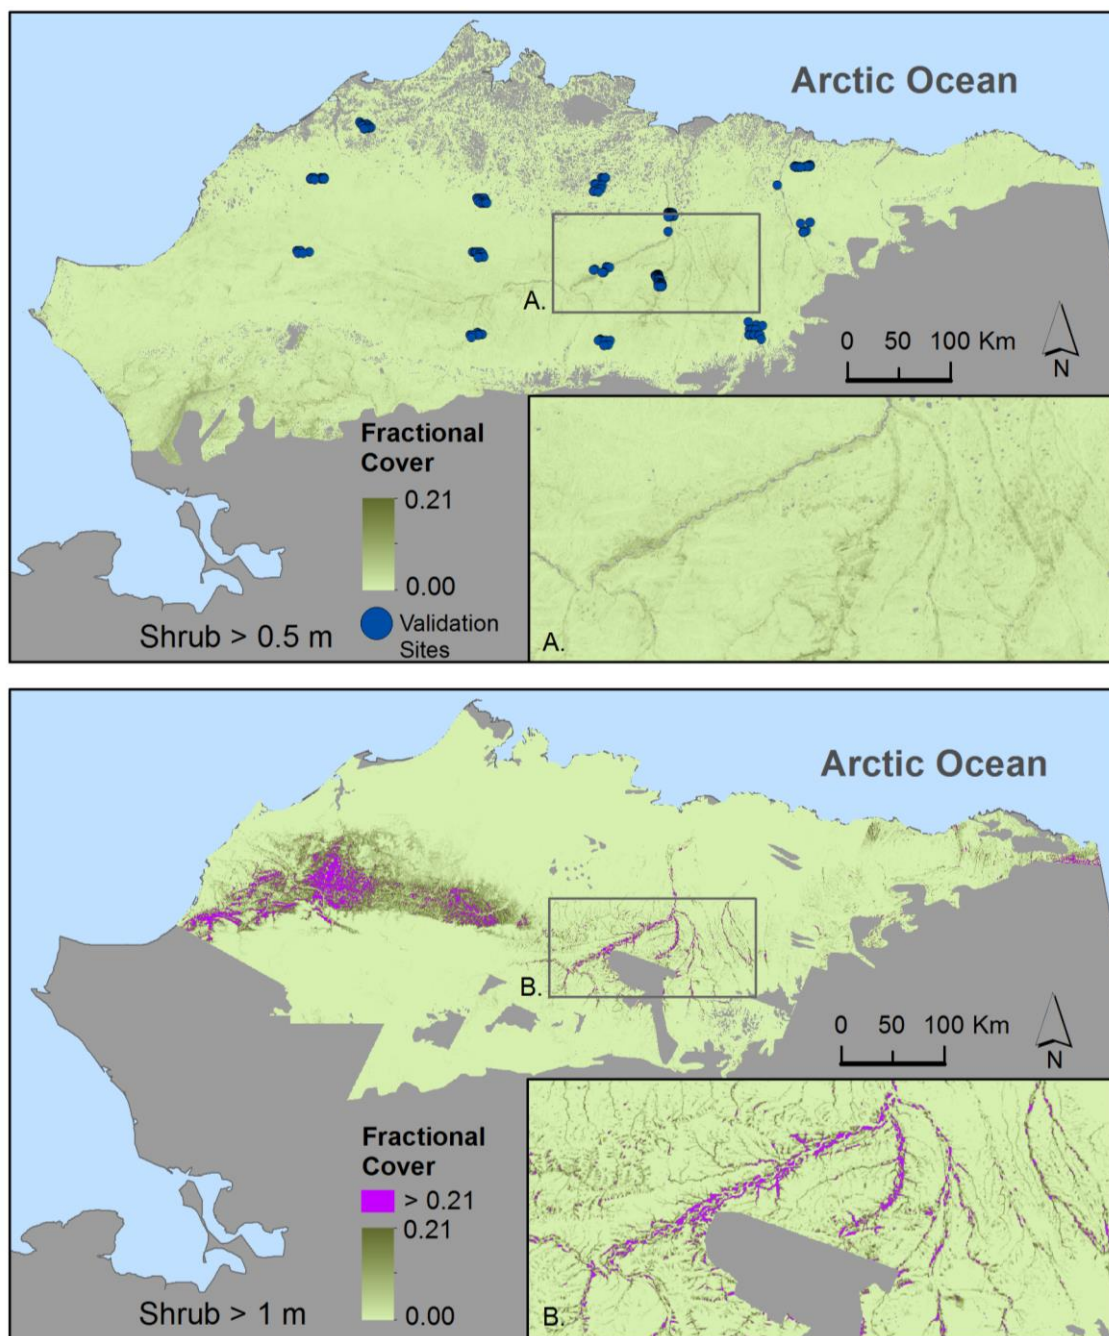 Arctic Ocean
A.
0 50 100 Km
N
Fractional
Cover
0.21
0.00
Validation
Sites
Shrub > 0.5 m
A.
Arctic Ocean
B.
0 50 100 Km
N
Fractional
Cover
> 0.21
0.21
0.00
Shrub > 1 m
B.